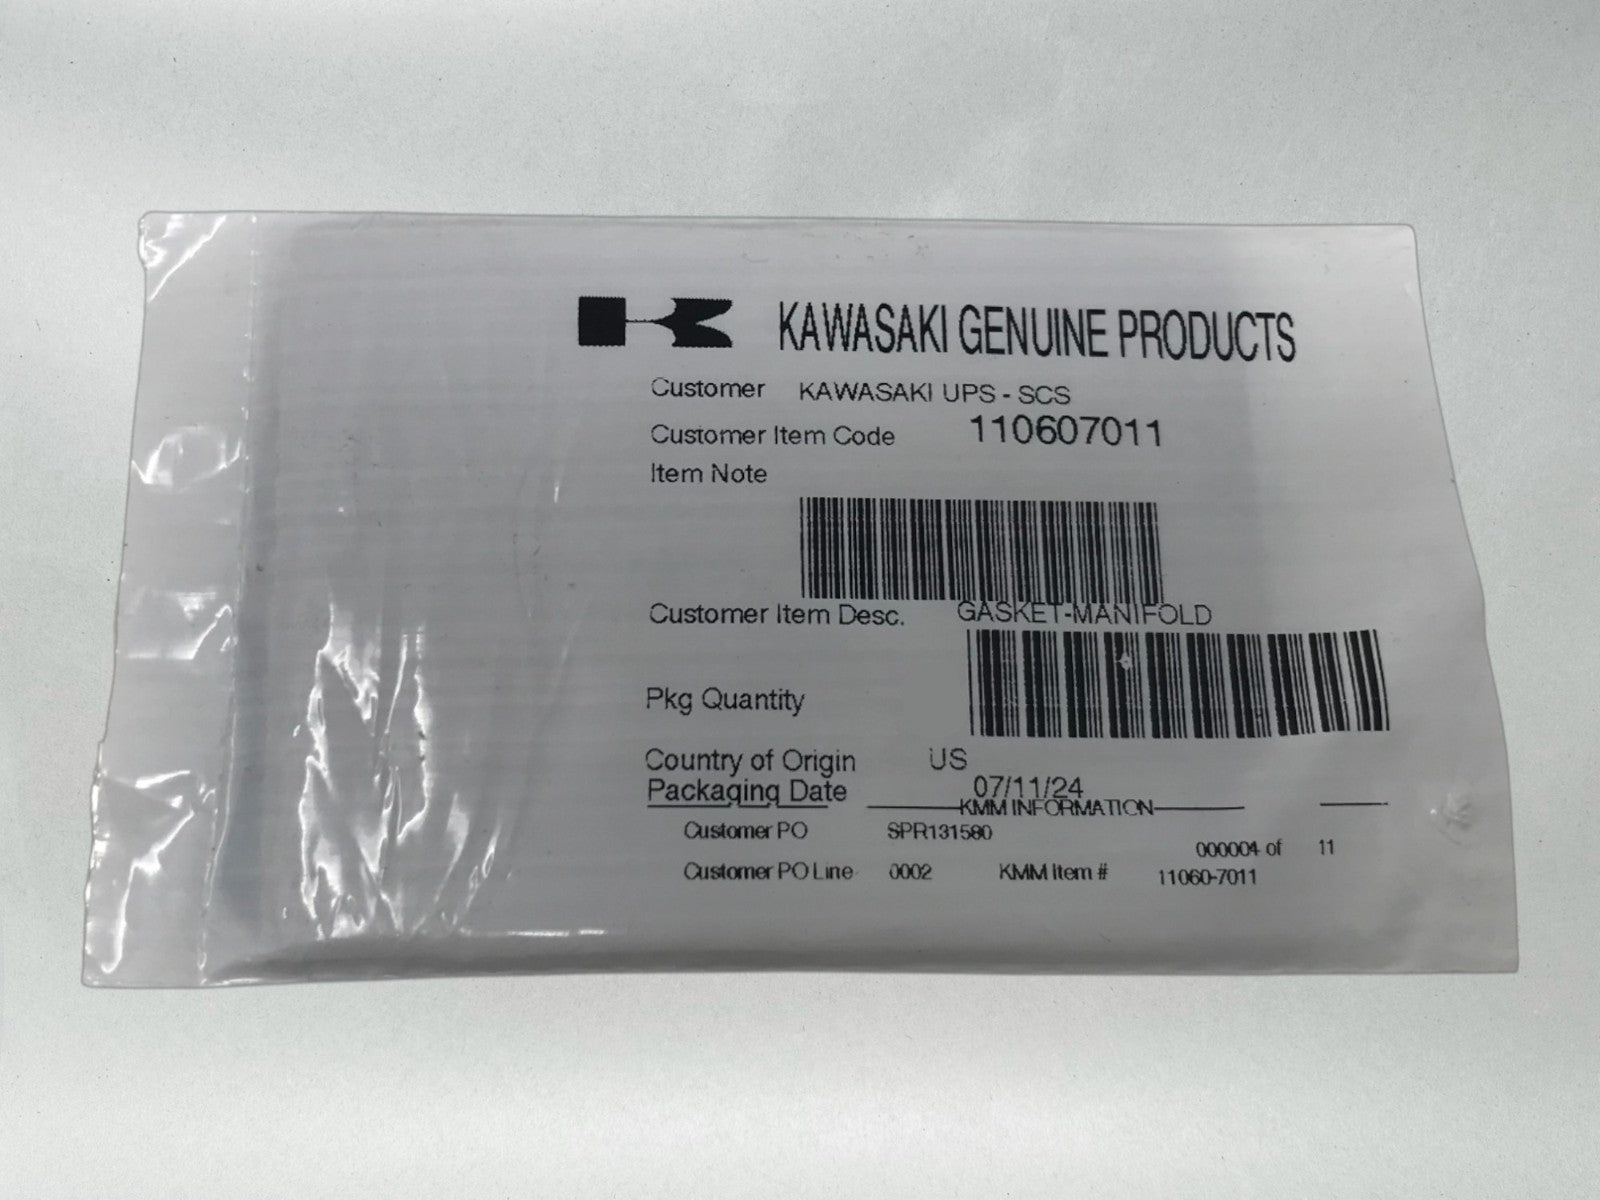 KAWASAKI GENUINE PRODUCTS
Customer KAWASAKI UPS - SCS
Customer Item Code 110607011
Item Note
Customer Item Desc. GASKET-MANIFOLD
Pkg Quantity
Country of Origin US
Packaging Date 07/11/24
KMM INFORMATION
Customer PO SPR131580
000004 of 11
Customer PO Line 0002 KMM Item # 11060-7011